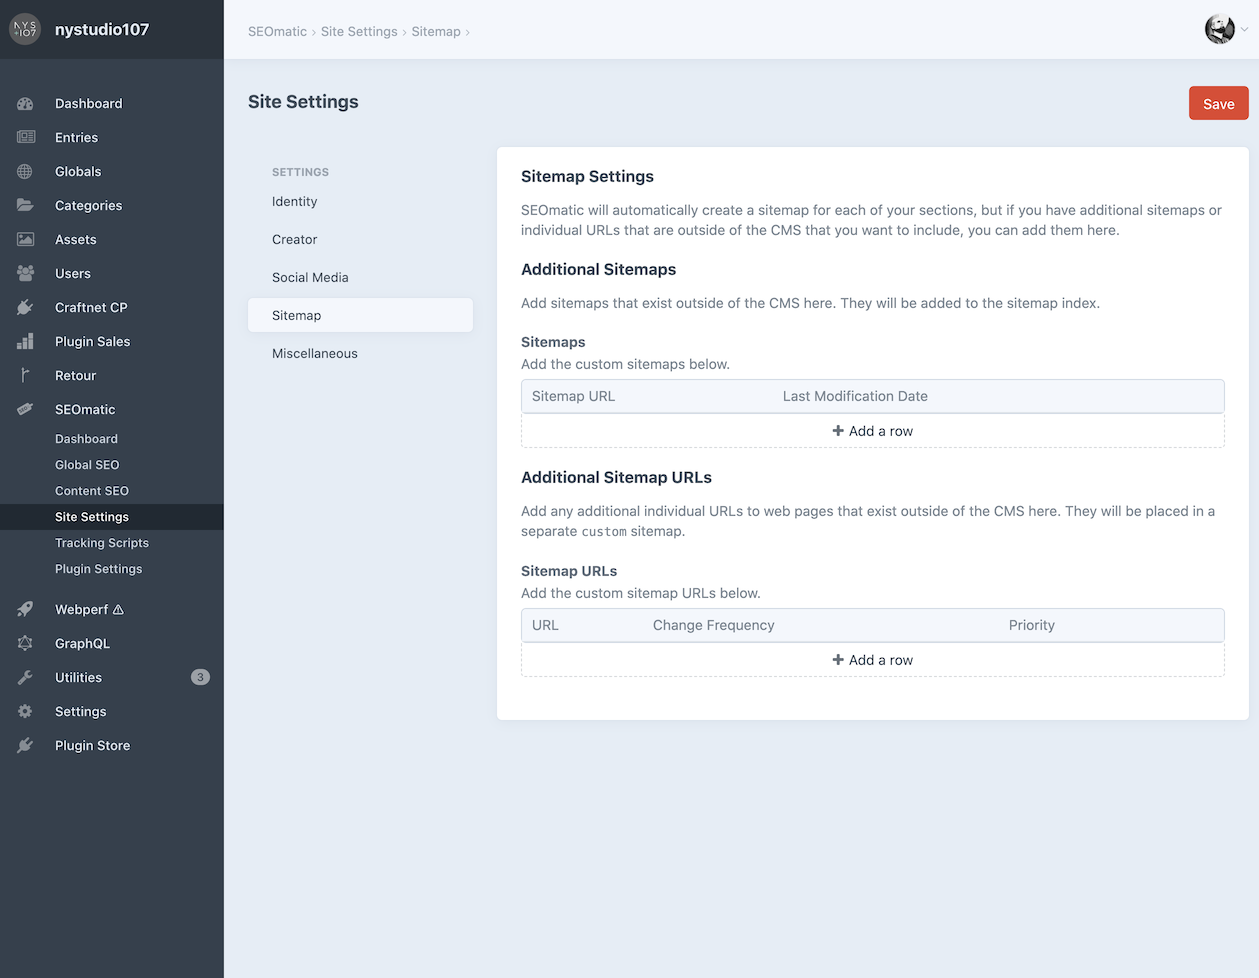 NYS
+107
nystudio107
SEOmatic › Site Settings › Sitemap ›
Dashboard
Entries
Globals
Categories
Assets
Users
Craftnet CP
Plugin Sales
Retour
SEOmatic
Dashboard
Global SEO
Content SEO
Site Settings
Tracking Scripts
Plugin Settings
Webperf ⚠
GraphQL
Utilities 3
Settings
Plugin Store
Site Settings
Save
SETTINGS
Identity
Creator
Social Media
Sitemap
Miscellaneous
Sitemap Settings
SEOmatic will automatically create a sitemap for each of your sections, but if you have additional sitemaps or
individual URLs that are outside of the CMS that you want to include, you can add them here.
Additional Sitemaps
Add sitemaps that exist outside of the CMS here. They will be added to the sitemap index.
Sitemaps
Add the custom sitemaps below.
Sitemap URL Last Modification Date
+ Add a row
Additional Sitemap URLs
Add any additional individual URLs to web pages that exist outside of the CMS here. They will be placed in a
separate custom sitemap.
Sitemap URLs
Add the custom sitemap URLs below.
URL Change Frequency Priority
+ Add a row